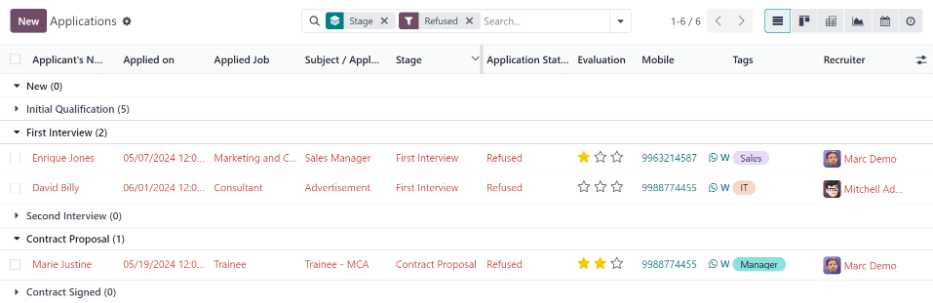 New Applications Stage × Refused × Search... 1-6 / 6
Applicant's N... Applied on Applied Job Subject / Appl... Stage Application Stat... Evaluation Mobile Tags Recruiter
New (0)
Initial Qualification (5)
First Interview (2)
Enrique Jones 05/07/2024 12:0... Marketing and C... Sales Manager First Interview Refused 9963214587 W Sales Marc Demo
David Billy 06/01/2024 12:0... Consultant Advertisement First Interview Refused 9988774455 W IT Mitchell Ad...
Second Interview (0)
Contract Proposal (1)
Marie Justine 05/19/2024 12:0... Trainee Trainee - MCA Contract Proposal Refused 9988774455 W Manager Marc Demo
Contract Signed (0)